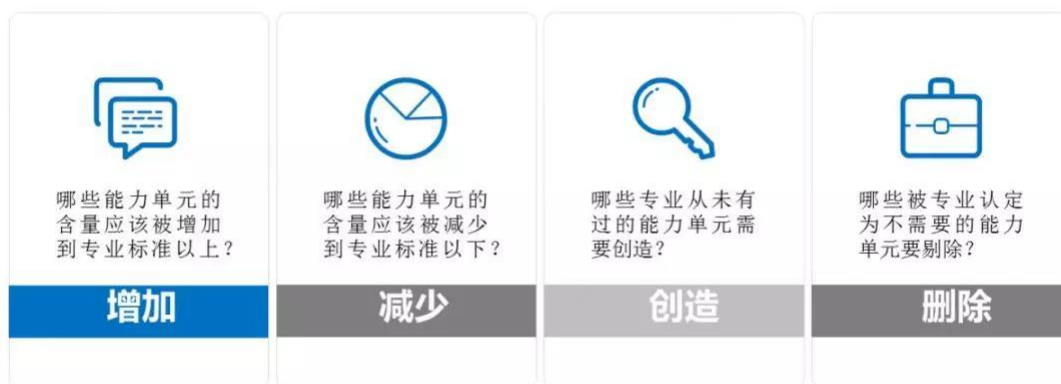 哪些能力单元的
含量应该被增加
到专业标准以上？
增加
哪些能力单元的
含量应该被减少
到专业标准以下？
减少
哪些专业从未有
过的能力单元需
要创造？
创造
哪些被专业认定
为不需要的能力
单元要剔除？
删除